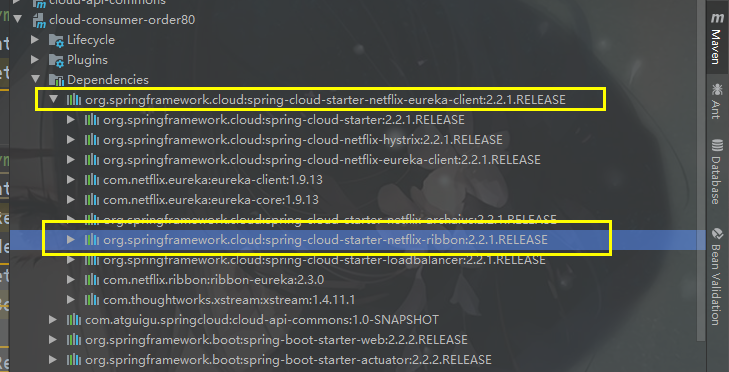 cloud-api-commons
cloud-consumer-order80
Lifecycle
Plugins
Dependencies
org.springframework.cloud:spring-cloud-starter-netflix-eureka-client:2.2.1.RELEASE
org.springframework.cloud:spring-cloud-starter:2.2.1.RELEASE
org.springframework.cloud:spring-cloud-netflix-hystrix:2.2.1.RELEASE
org.springframework.cloud:spring-cloud-netflix-eureka-client:2.2.1.RELEASE
com.netflix.eureka:eureka-client:1.9.13
com.netflix.eureka:eureka-core:1.9.13
org.springframework.cloud:spring-cloud-starter-netflix-archaius:2.2.1.RELEASE
org.springframework.cloud:spring-cloud-starter-netflix-ribbon:2.2.1.RELEASE
org.springframework.cloud:spring-cloud-starter-loadbalancer:2.2.1.RELEASE
com.netflix.ribbon:ribbon-eureka:2.3.0
com.thoughtworks.xstream:xstream:1.4.11.1
com.atguigu.springcloud:cloud-api-commons:1.0-SNAPSHOT
org.springframework.boot:spring-boot-starter-web:2.2.2.RELEASE
org.springframework.boot:spring-boot-starter-actuator:2.2.2.RELEASE
m Maven
Ant
Database
Bean Validation